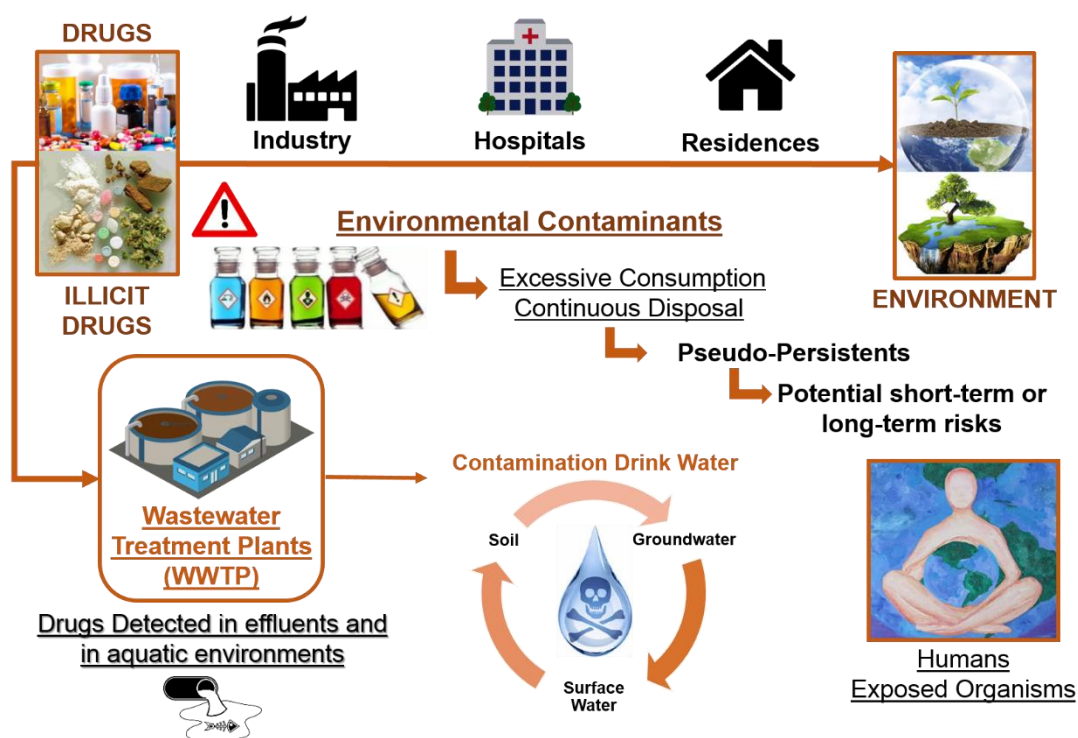 DRUGS
Industry
Hospitals
Residences
ILLICIT
DRUGS
ENVIRONMENT
Environmental Contaminants
Excessive Consumption
Continuous Disposal
Pseudo-Persistents
Potential short-term or
long-term risks
Wastewater
Treatment Plants
(WWTP)
Drugs Detected in effluents and
in aquatic environments
Contamination Drink Water
Soil
Groundwater
Surface
Water
Humans
Exposed Organisms